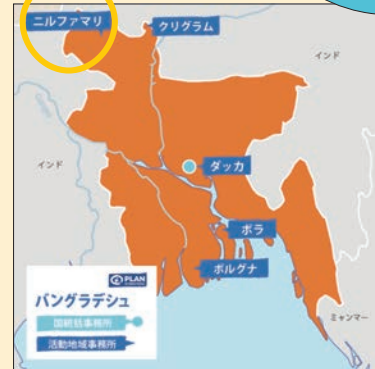 ニルファマリ
クリグラム
インド
インド
ダッカ
ボラ
ボルグナ
PLAN
バングラデシュ
国統括事務所
活動地域事務所
ミャンマー